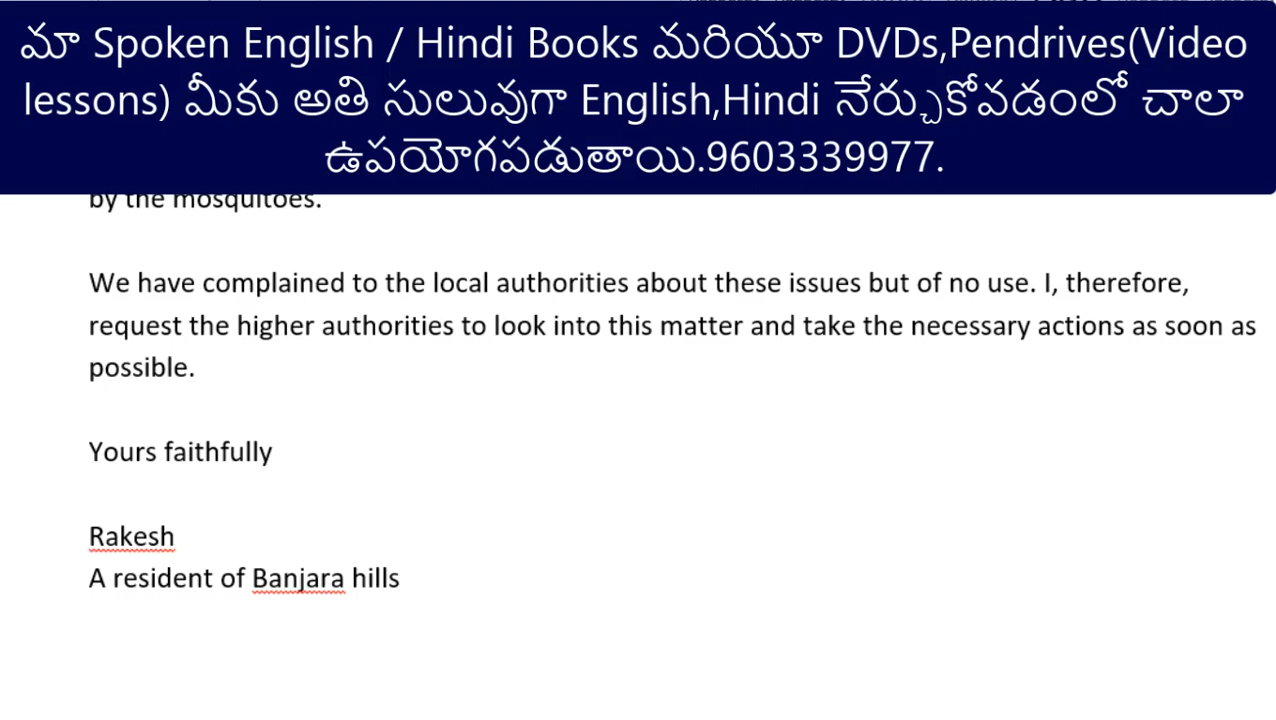 మా Spoken English / Hindi Books మరియూ DVDs,Pendrives(Video
lessons) మీకు అతి సులువుగా English,Hindi నేర్చుకోవడంలో చాలా
ఉపయోగపడుతాయి.9603339977.
by the mosquitoes.
We have complained to the local authorities about these issues but of no use. I, therefore,
request the higher authorities to look into this matter and take the necessary actions as soon as
possible.
Yours faithfully
Rakesh
A resident of Banjara hills